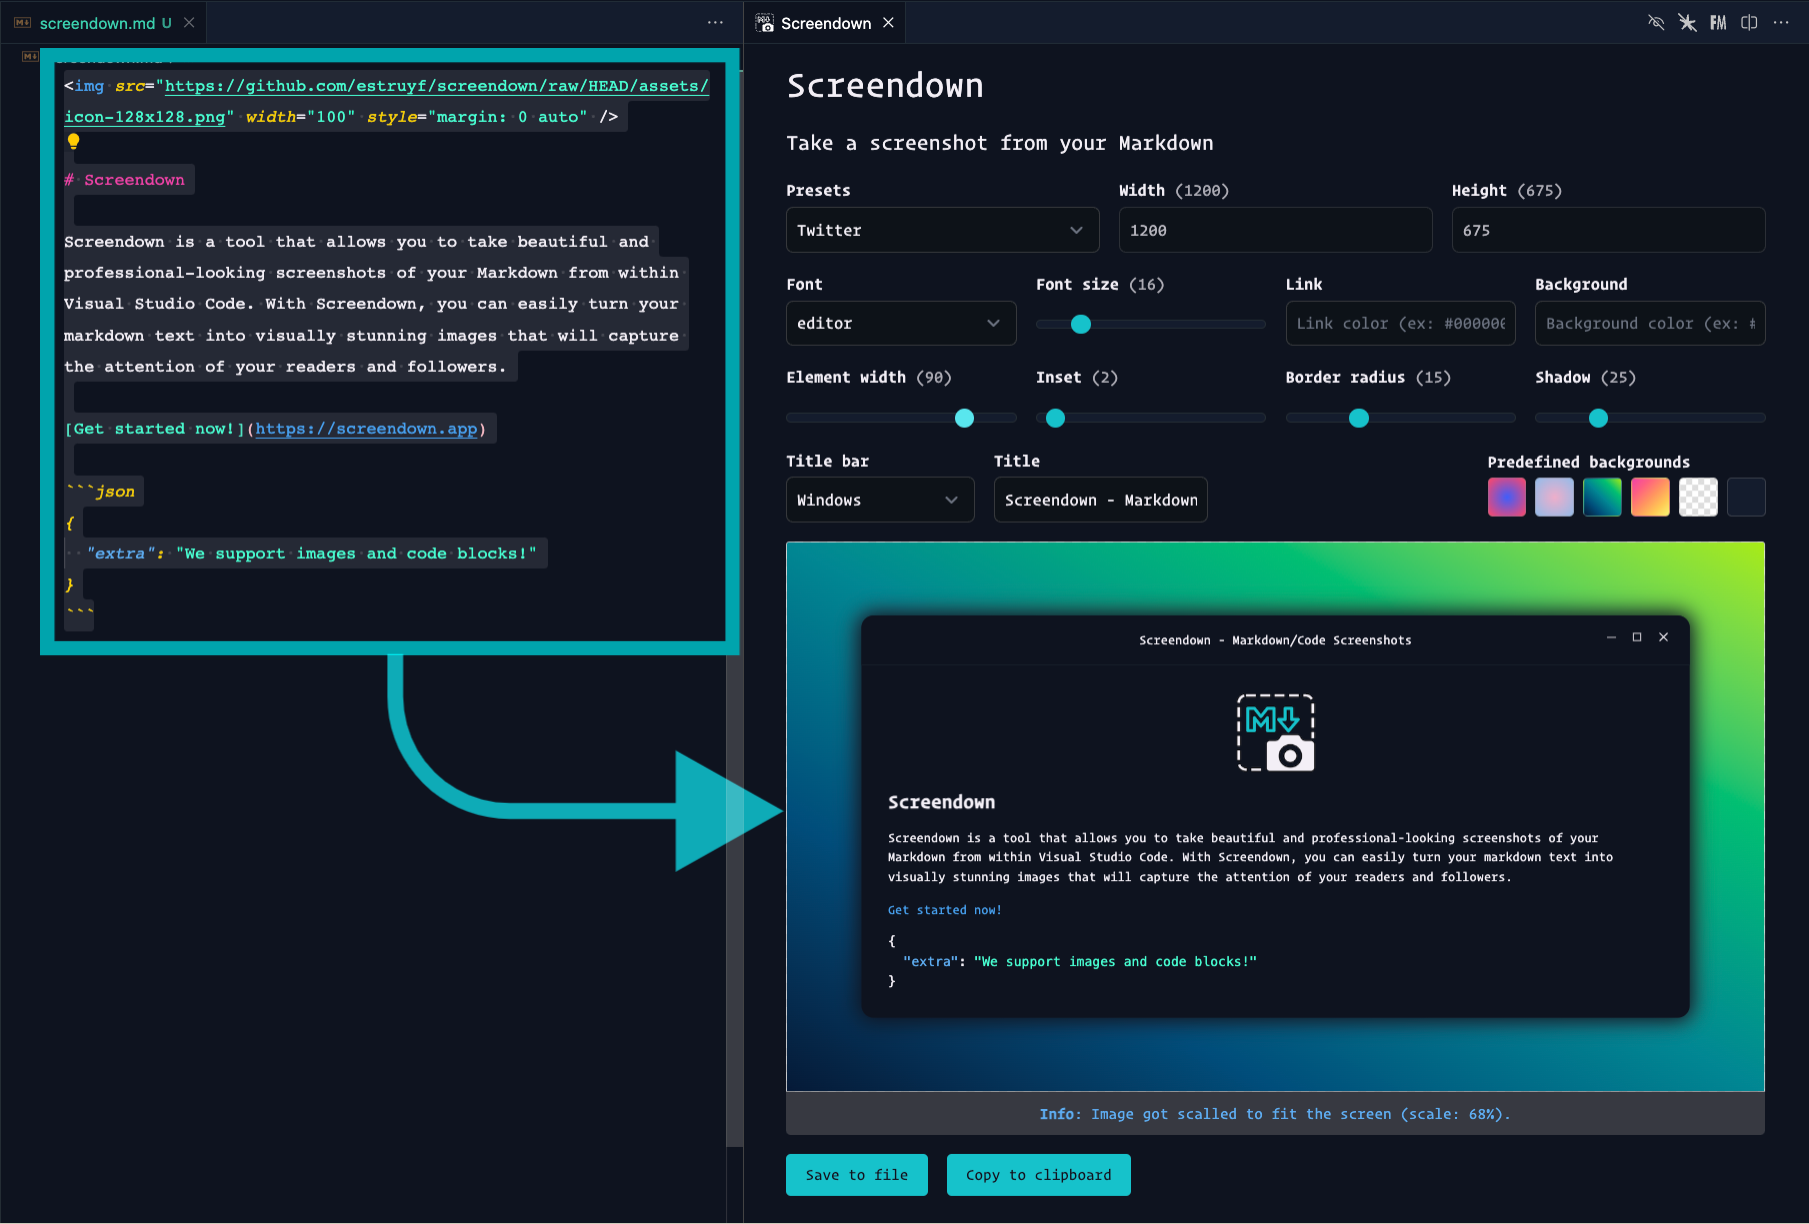 screendown.md U
<img src="https://github.com/estruyf/screendown/raw/HEAD/assets/
icon-128x128.png" width="100" style="margin: 0 auto" />
# Screendown
Screendown is a tool that allows you to take beautiful and
professional-looking screenshots of your Markdown from within
Visual Studio Code. With Screendown, you can easily turn your
markdown text into visually stunning images that will capture
the attention of your readers and followers.
[Get started now!](https://screendown.app)
```json
{
"extra": "We support images and code blocks!"
}
```
Screendown
FM
Screendown
Take a screenshot from your Markdown
Presets
Width (1200)
Height (675)
Twitter
1200
675
Font
Font size (16)
Link
Background
editor
Link color (ex: #000000
Background color (ex: #
Element width (90)
Inset (2)
Border radius (15)
Shadow (25)
Title bar
Title
Predefined backgrounds
Windows
Screendown - Markdown
Screendown - Markdown/Code Screenshots
M
Screendown
Screendown is a tool that allows you to take beautiful and professional-looking screenshots of your
Markdown from within Visual Studio Code. With Screendown, you can easily turn your markdown text into
visually stunning images that will capture the attention of your readers and followers.
Get started now!
{
"extra": "We support images and code blocks!"
}
Info: Image got scalled to fit the screen (scale: 68%).
Save to file
Copy to clipboard